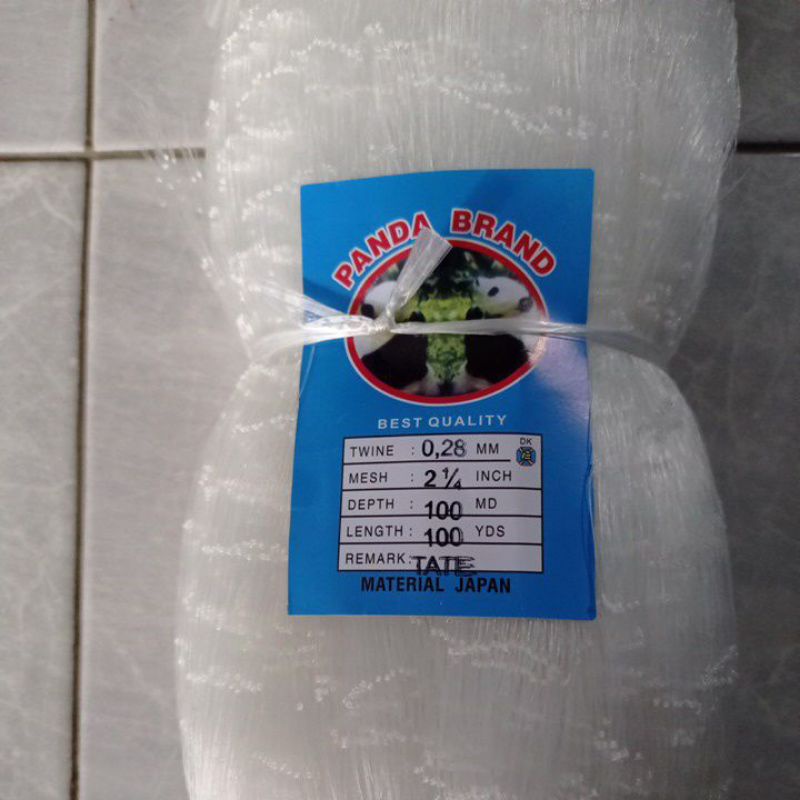 PANDA BRAND
BEST QUALITY
TWINE : 0,28 MM
DK
MESH : 2 1/4 INCH
DEPTH : 100 MD
LENGTH : 100 YDS
REMARK : TATE
MATERIAL JAPAN